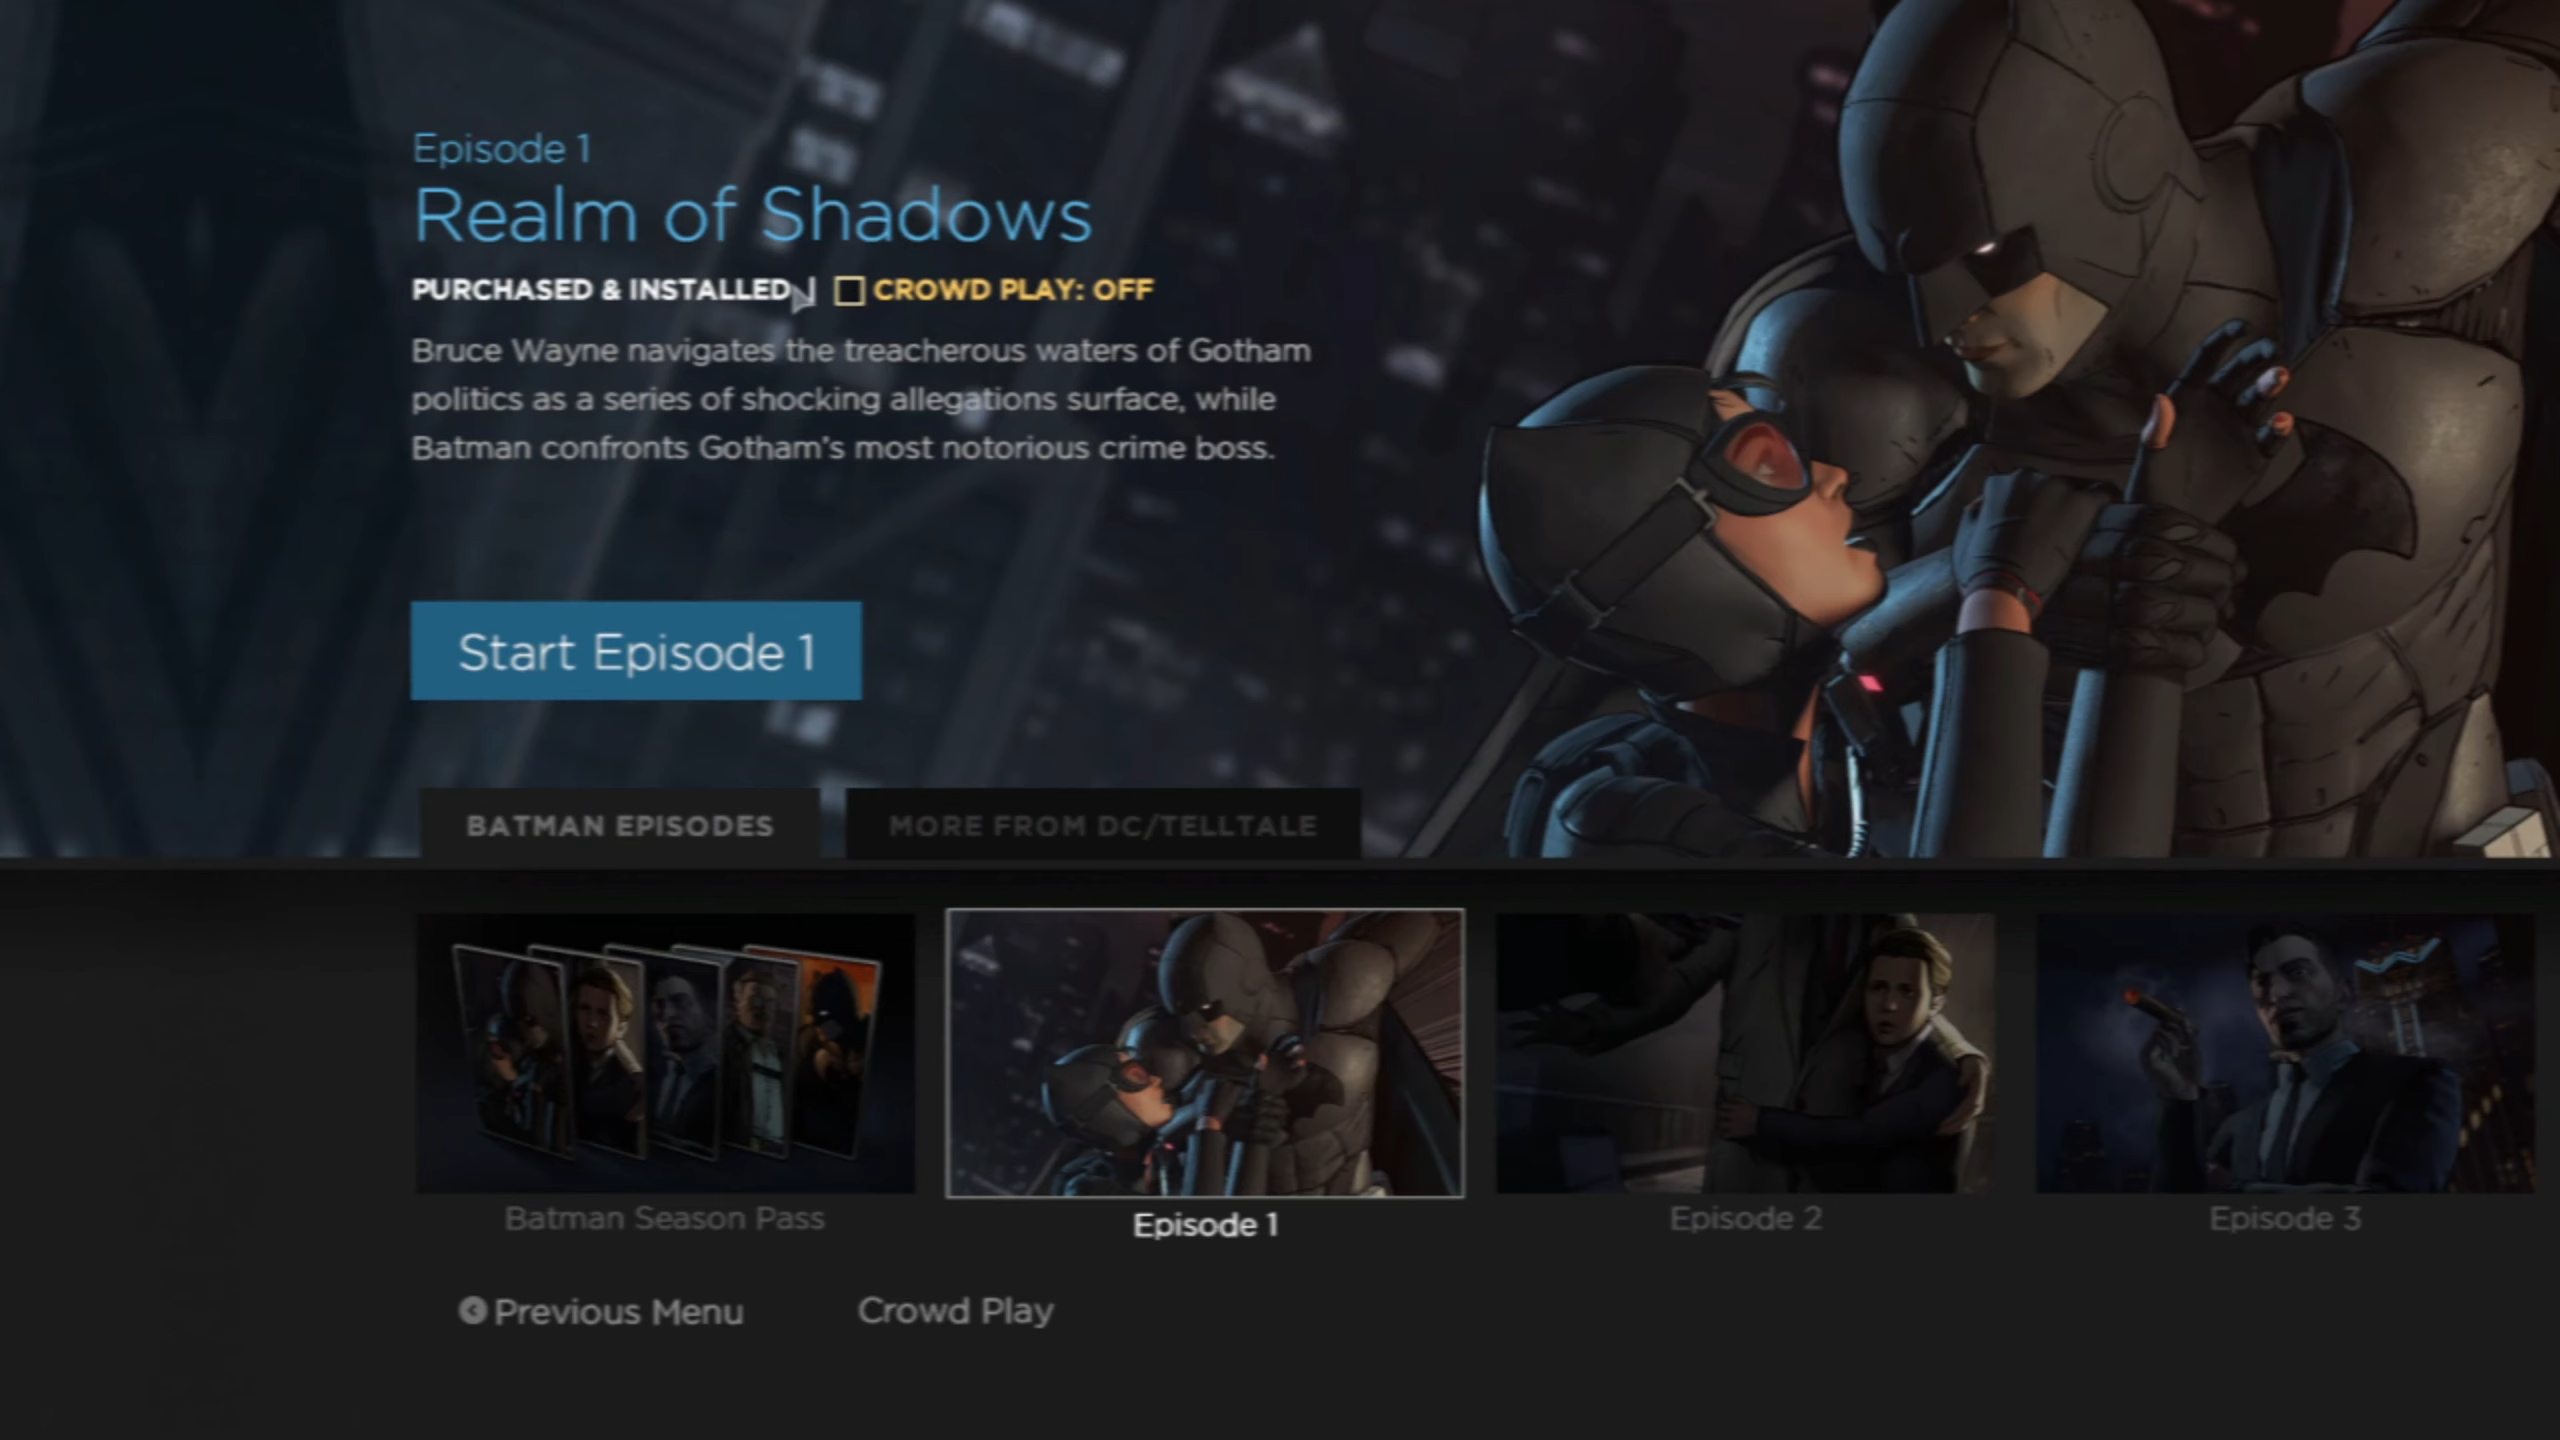 Episode 1
Realm of Shadows
PURCHASED & INSTALLED | CROWD PLAY: OFF
Bruce Wayne navigates the treacherous waters of Gotham
politics as a series of shocking allegations surface, while
Batman confronts Gotham's most notorious crime boss.
Start Episode 1
BATMAN EPISODES
MORE FROM DC/TELLTALE
Batman Season Pass
Episode 1
Episode 2
Episode 3
Previous Menu
Crowd Play